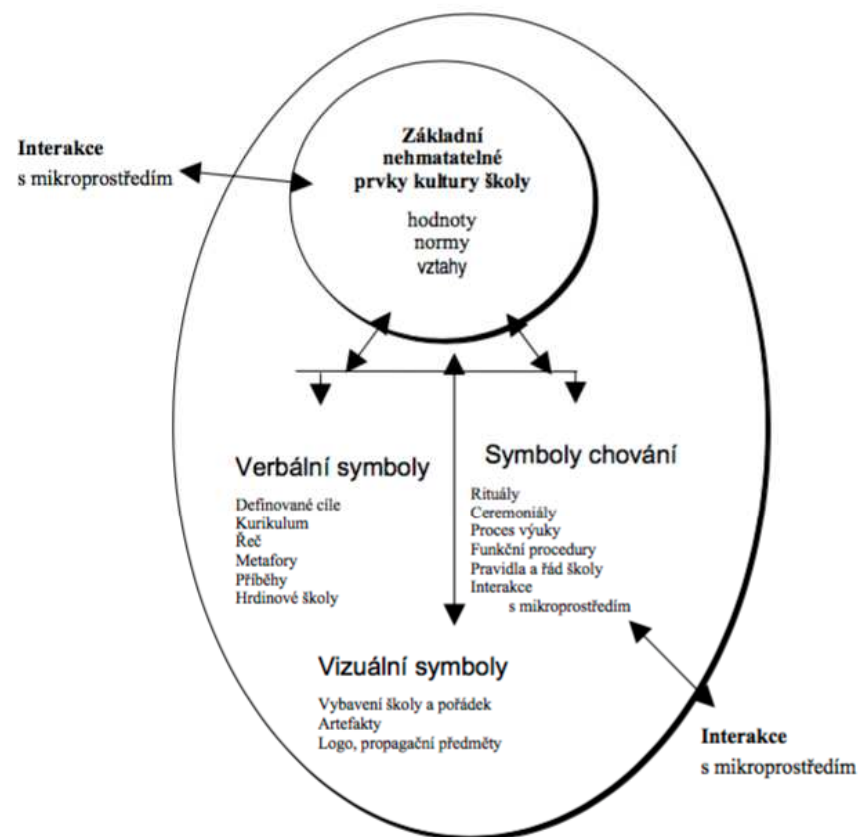 Základní
nehmatatelné
prvky kultury školy
hodnoty
normy
vztahy
Interakce
s mikroprostředím
Verbální symboly
Definované cíle
Kurikulum
Řeč
Metafory
Příběhy
Hrdinové školy
Symboly chování
Rituály
Ceremoniály
Proces výuky
Funkční procedury
Pravidla a řád školy
Interakce
s mikroprostředím
Vizuální symboly
Vybavení školy a pořádek
Artefakty
Logo, propagační předměty
Interakce
s mikroprostředím